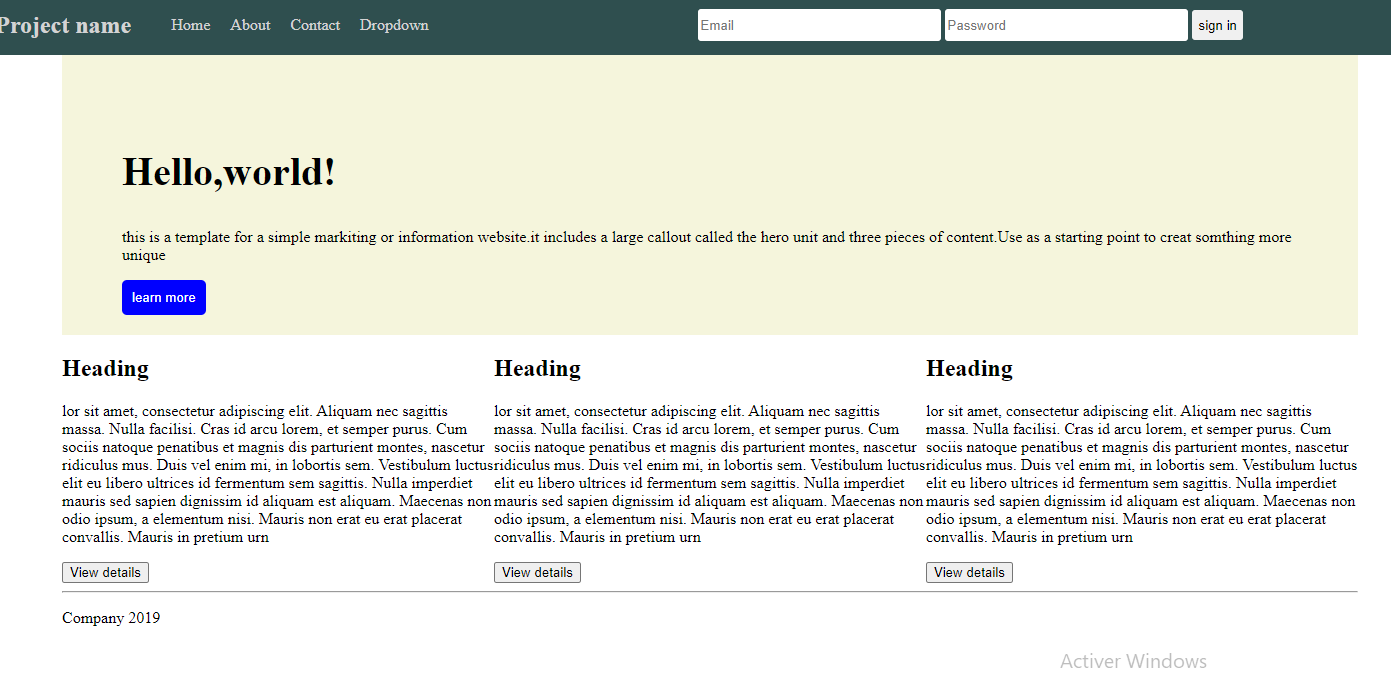 Project name Home About Contact Dropdown Email Password sign in
Hello,world!
this is a template for a simple markiting or information website.it includes a large callout called the hero unit and three pieces of content.Use as a starting point to creat somthing more
unique
learn more
Heading
lor sit amet, consectetur adipiscing elit. Aliquam nec sagittis
massa. Nulla facilisi. Cras id arcu lorem, et semper purus. Cum
sociis natoque penatibus et magnis dis parturient montes, nascetur
ridiculus mus. Duis vel enim mi, in lobortis sem. Vestibulum luctus
elit eu libero ultrices id fermentum sem sagittis. Nulla imperdiet
mauris sed sapien dignissim id aliquam est aliquam. Maecenas non
odio ipsum, a elementum nisi. Mauris non erat eu erat placerat
convallis. Mauris in pretium urn
View details
Heading
lor sit amet, consectetur adipiscing elit. Aliquam nec sagittis
massa. Nulla facilisi. Cras id arcu lorem, et semper purus. Cum
sociis natoque penatibus et magnis dis parturient montes, nascetur
ridiculus mus. Duis vel enim mi, in lobortis sem. Vestibulum luctus
elit eu libero ultrices id fermentum sem sagittis. Nulla imperdiet
mauris sed sapien dignissim id aliquam est aliquam. Maecenas non
odio ipsum, a elementum nisi. Mauris non erat eu erat placerat
convallis. Mauris in pretium urn
View details
Heading
lor sit amet, consectetur adipiscing elit. Aliquam nec sagittis
massa. Nulla facilisi. Cras id arcu lorem, et semper purus. Cum
sociis natoque penatibus et magnis dis parturient montes, nascetur
ridiculus mus. Duis vel enim mi, in lobortis sem. Vestibulum luctus
elit eu libero ultrices id fermentum sem sagittis. Nulla imperdiet
mauris sed sapien dignissim id aliquam est aliquam. Maecenas non
odio ipsum, a elementum nisi. Mauris non erat eu erat placerat
convallis. Mauris in pretium urn
View details
Company 2019
Activer Windows